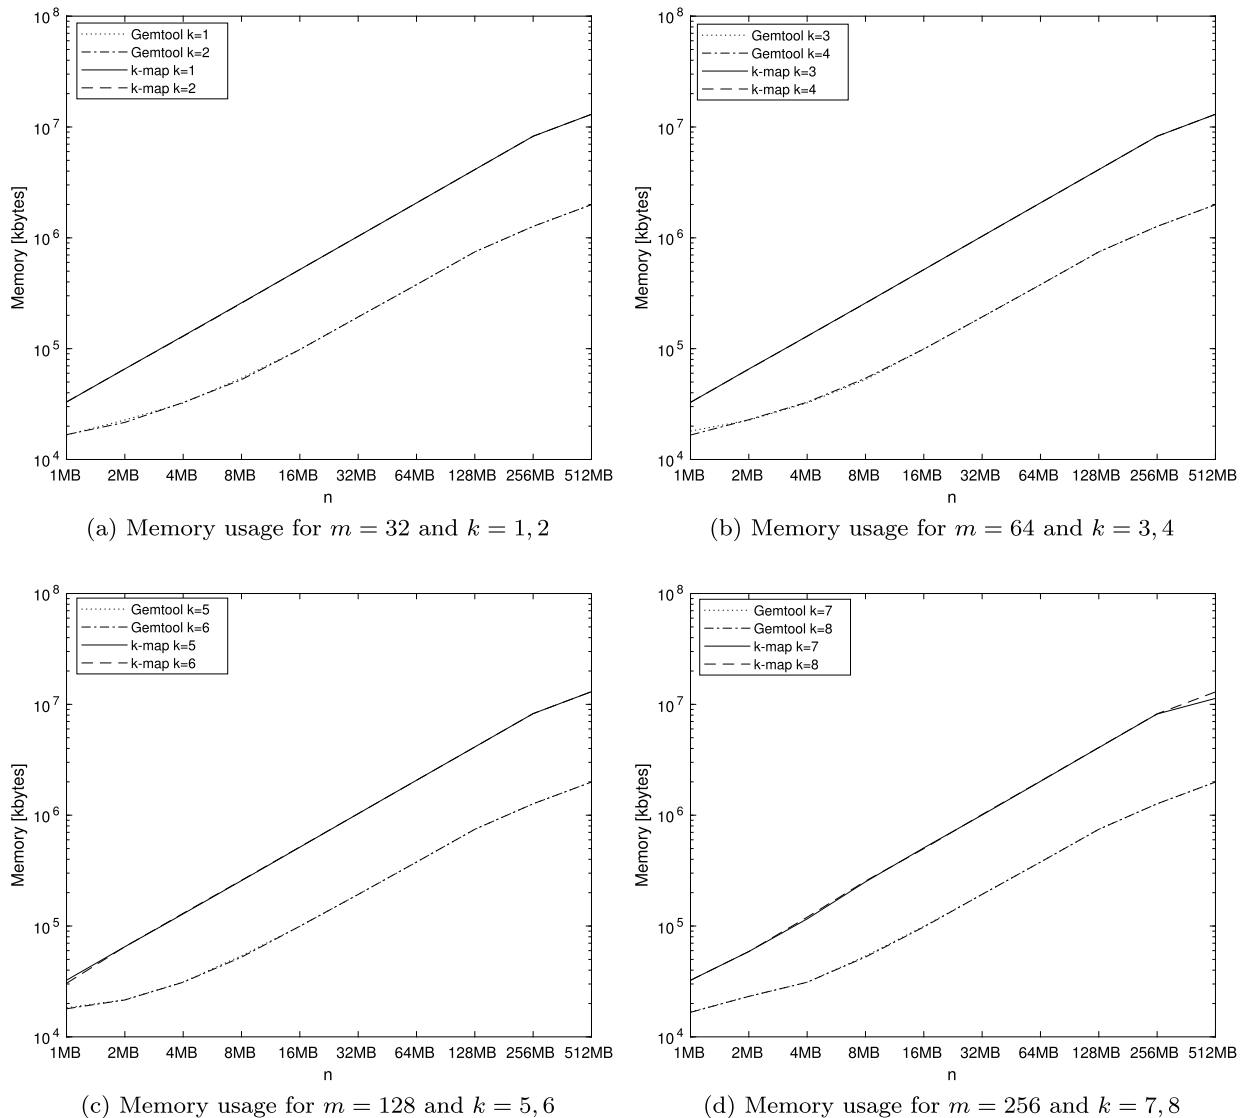 10^8
10^7
10^6
10^5
10^4
Memory [kbytes]
Gemtool k=1
Gemtool k=2
k-map k=1
k-map k=2
1MB 2MB 4MB 8MB 16MB 32MB 64MB 128MB 256MB 512MB
n
(a) Memory usage for m = 32 and k = 1, 2
10^8
10^7
10^6
10^5
10^4
Memory [kbytes]
Gemtool k=3
Gemtool k=4
k-map k=3
k-map k=4
1MB 2MB 4MB 8MB 16MB 32MB 64MB 128MB 256MB 512MB
n
(b) Memory usage for m = 64 and k = 3, 4
10^8
10^7
10^6
10^5
10^4
Memory [kbytes]
Gemtool k=5
Gemtool k=6
k-map k=5
k-map k=6
1MB 2MB 4MB 8MB 16MB 32MB 64MB 128MB 256MB 512MB
n
(c) Memory usage for m = 128 and k = 5, 6
10^8
10^7
10^6
10^5
10^4
Memory [kbytes]
Gemtool k=7
Gemtool k=8
k-map k=7
k-map k=8
1MB 2MB 4MB 8MB 16MB 32MB 64MB 128MB 256MB 512MB
n
(d) Memory usage for m = 256 and k = 7, 8